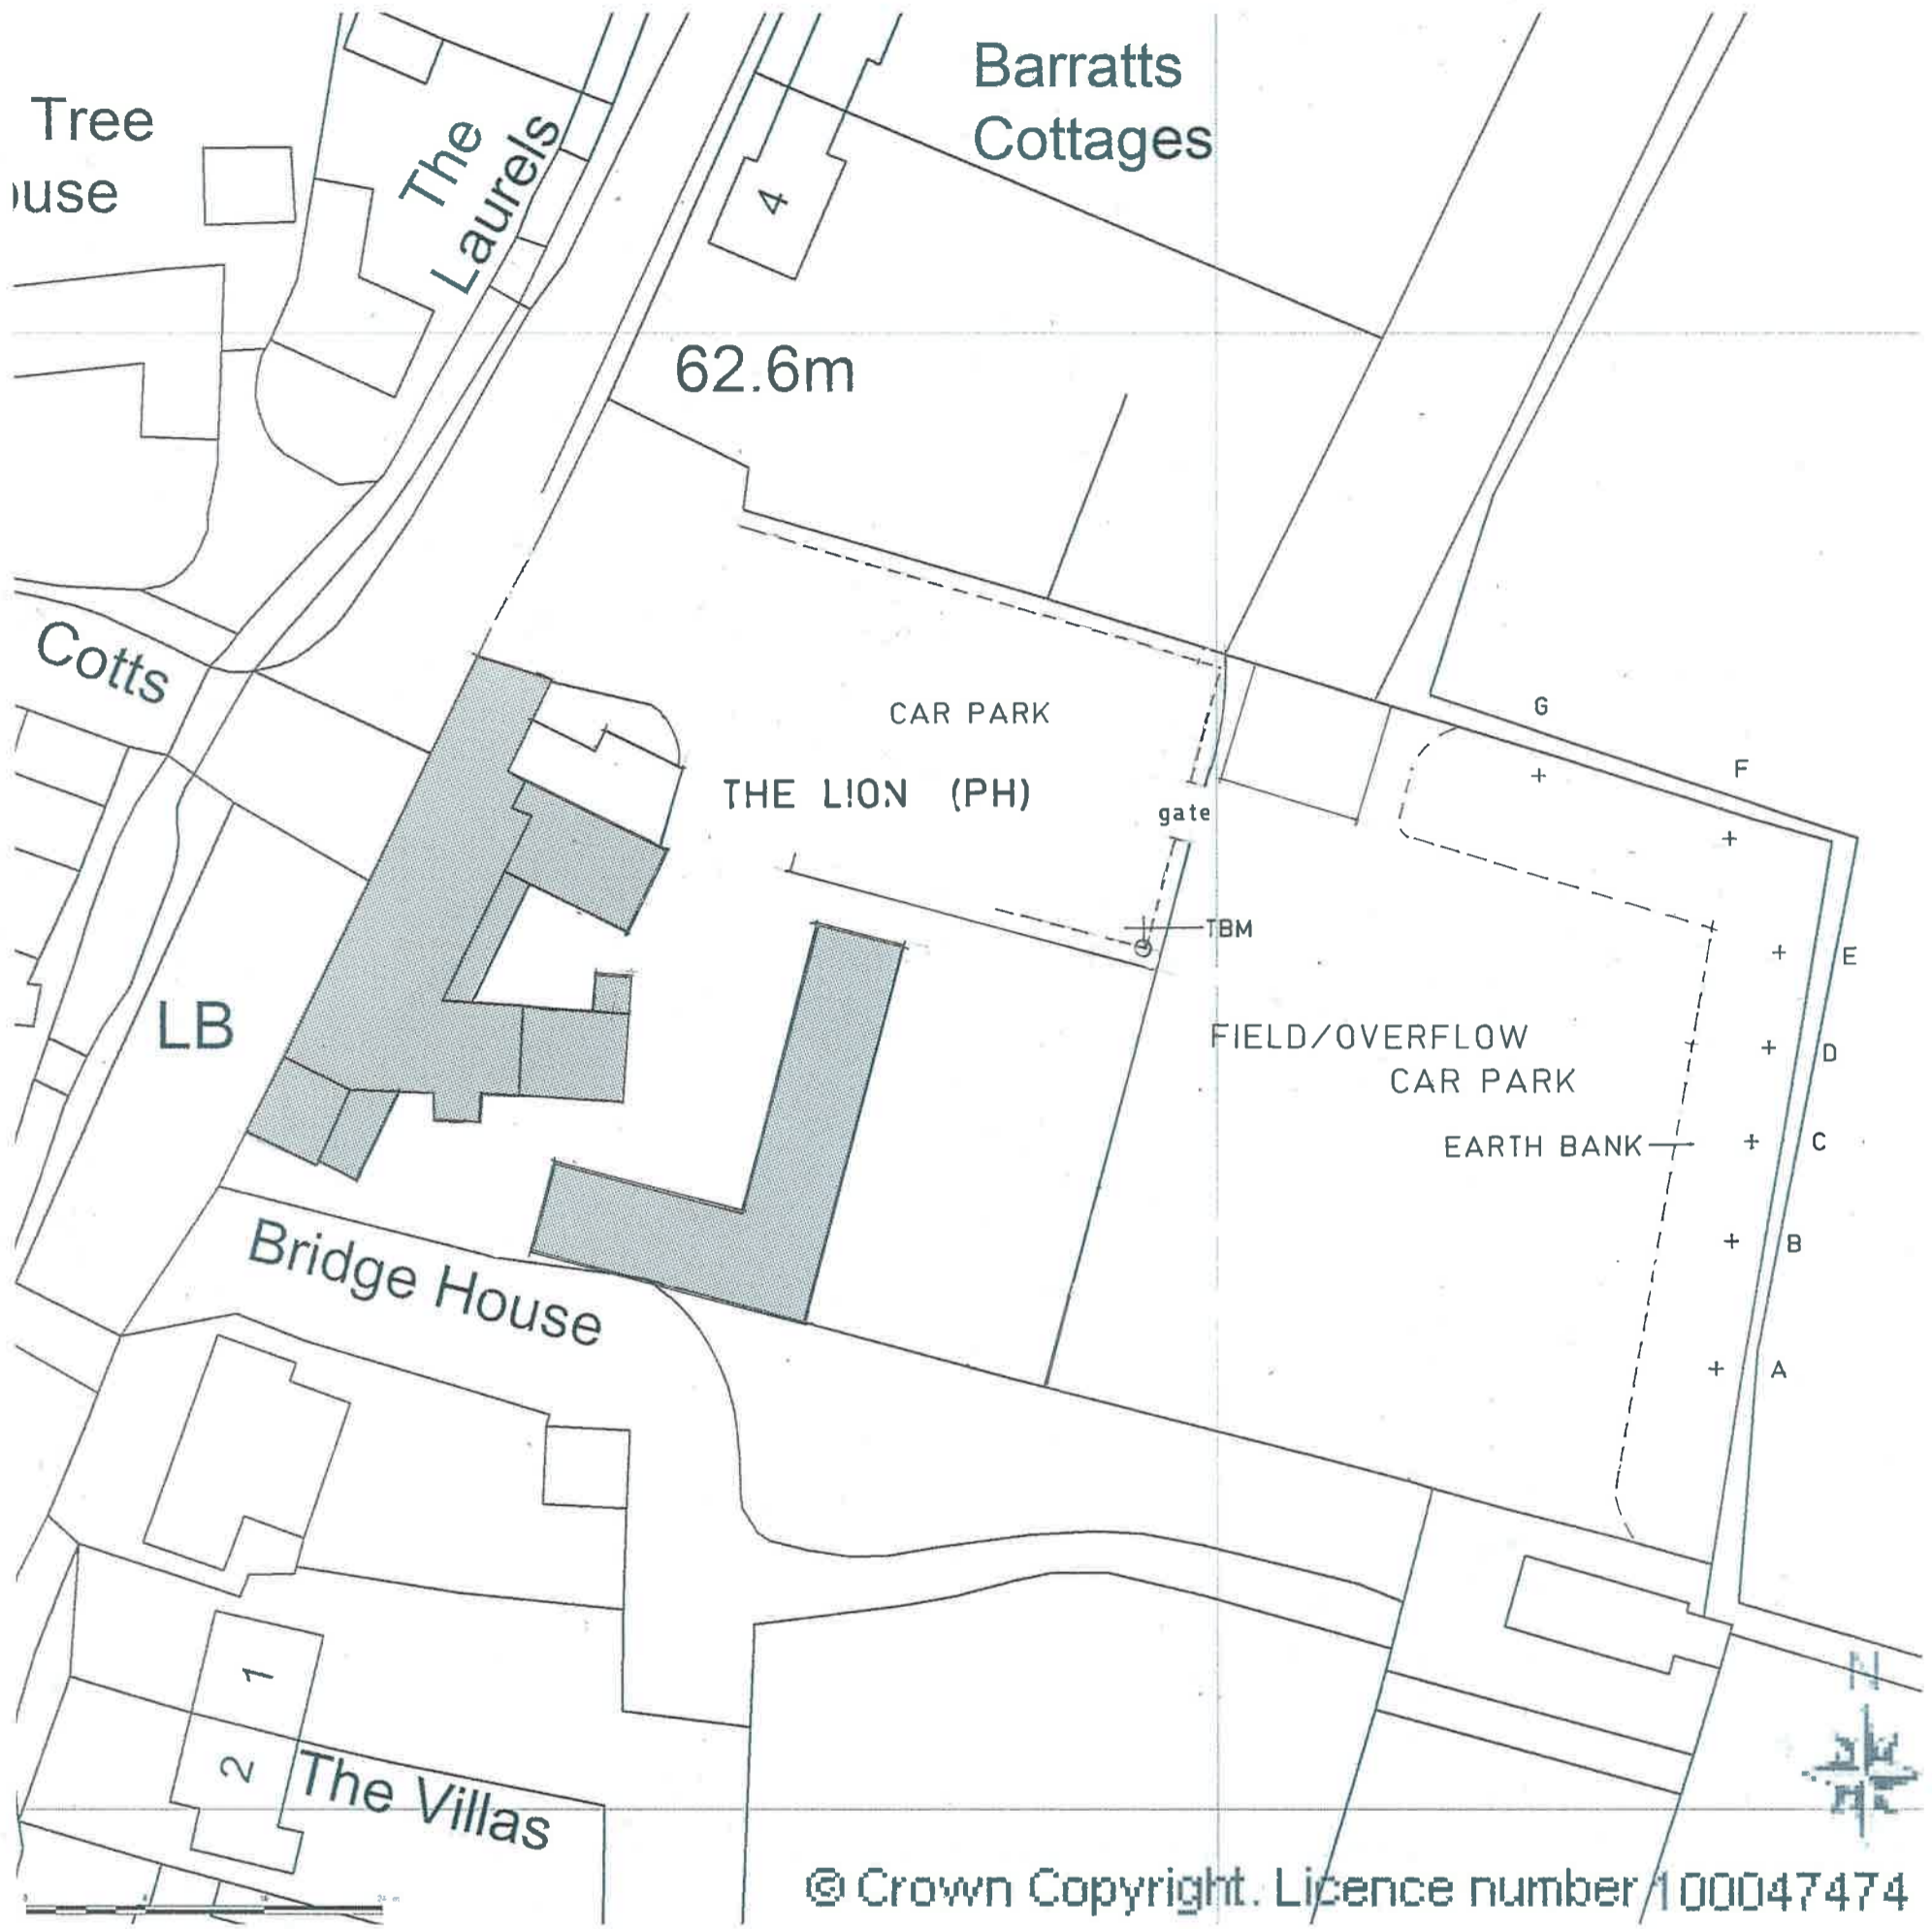 Barratts
Cottages
Tree
use
The
Laurels
4
62.6m
Cotts
CAR PARK
THE LION (PH)
gate
TBM
G
F
E
D
C
B
A
LB
FIELD/OVERFLOW
CAR PARK
EARTH BANK
Bridge House
1
2
The Villas
N
© Crown Copyright. Licence number 100047474